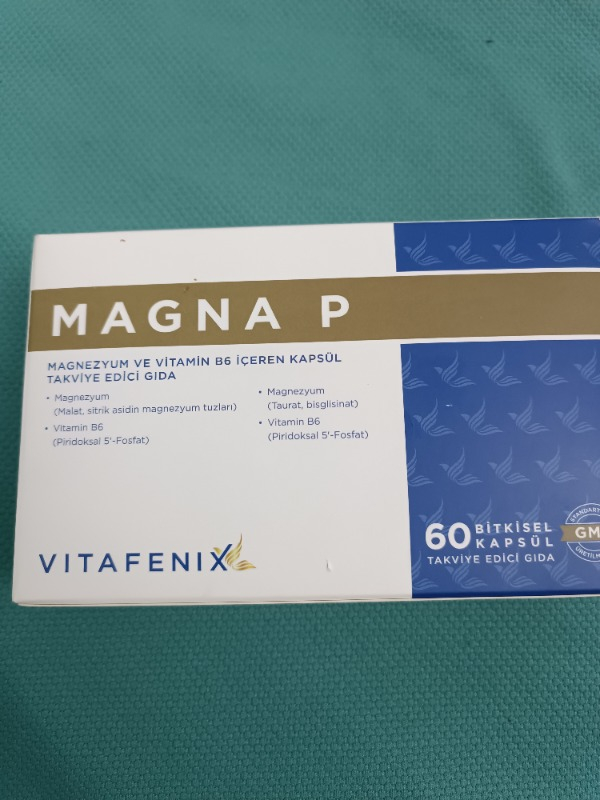 MAGNA P
MAGNEZYUM VE VİTAMİN B6 İÇEREN KAPSÜL
TAKVİYE EDİCİ GIDA
• Magnezyum
(Malat, sitrik asidin magnezyum tuzları)
• Vitamin B6
(Piridoksal 5'-Fosfat)
• Magnezyum
(Taurat, bisglisinat)
• Vitamin B6
(Piridoksal 5'-Fosfat)
60 BİTKİSEL
KAPSÜL
TAKVİYE EDİCİ GIDA
VITAFENIX